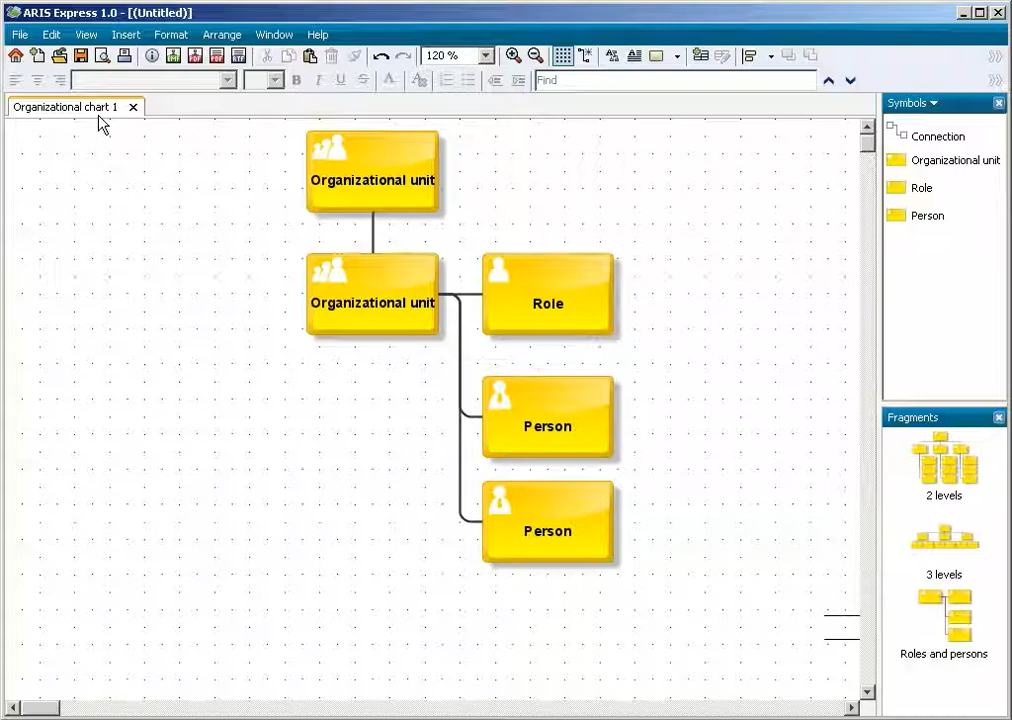 ARIS Express 1.0 - [(Untitled)]
File Edit View Insert Format Arrange Window Help
120 %
Find
Organizational chart 1
Organizational unit
Organizational unit
Role
Person
Person
Symbols
Connection
Organizational unit
Role
Person
Fragments
2 levels
3 levels
Roles and persons